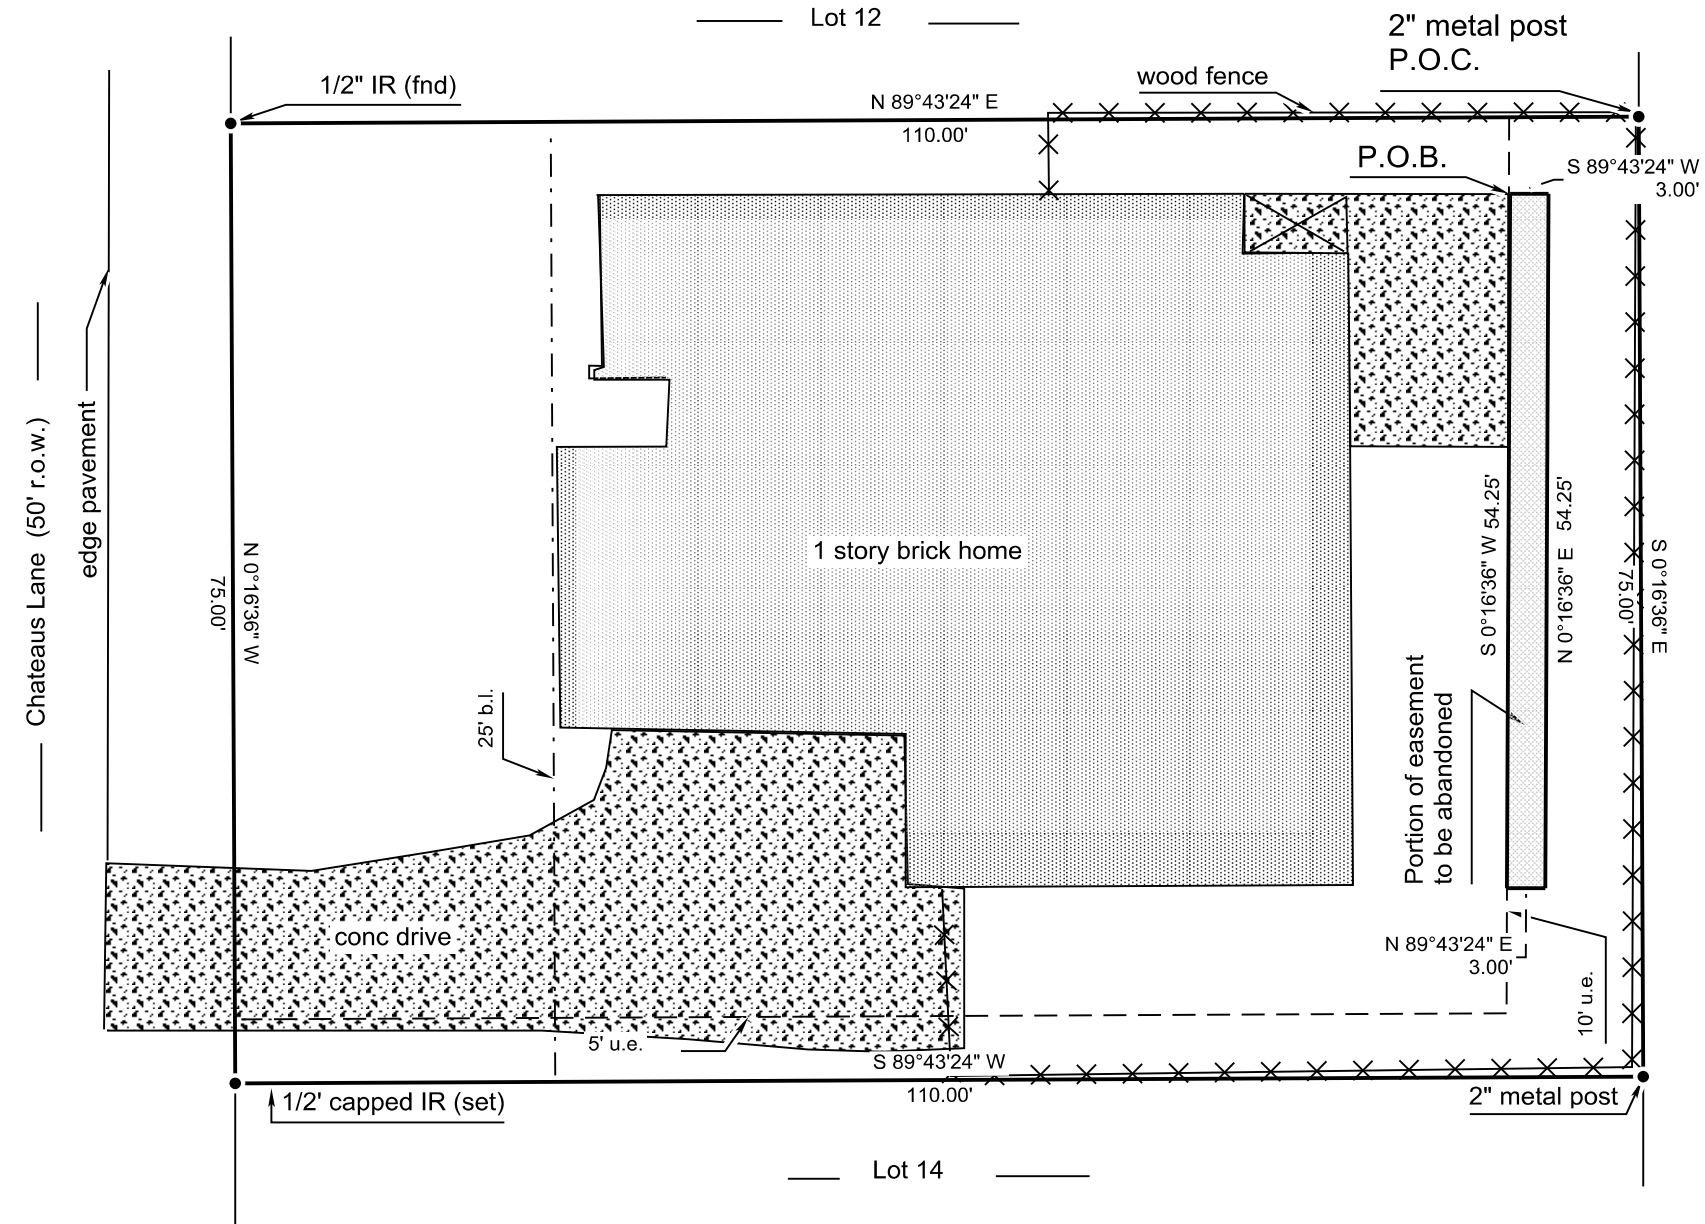 Lot 12
2" metal post
P.O.C.
1/2" IR (fnd)
wood fence
N 89°43'24" E
110.00'
P.O.B.
S 89°43'24" W
3.00'
Chateaus Lane (50' r.o.w.)
edge pavement
N 0°16'36" W
75.00'
1 story brick home
S 0°16'36" W 54.25'
N 0°16'36" E 54.25'
S 0°16'36" E
75.00'
25' b.l.
Portion of easement
to be abandoned
conc drive
N 89°43'24" E
3.00'
10' u.e.
5' u.e.
S 89°43'24" W
110.00'
1/2' capped IR (set)
2" metal post
Lot 14